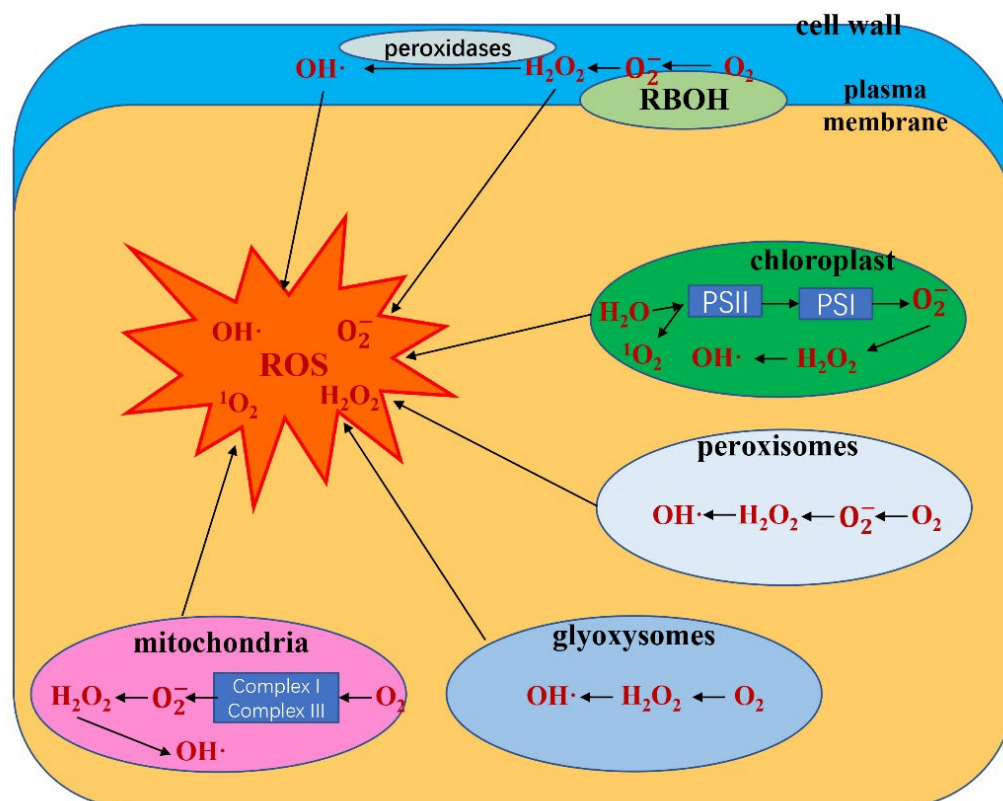 cell wall
peroxidases
OH· H₂O₂ O₂⁻ O₂
RBOH
plasma
membrane
chloroplast
H₂O PSII PSI O₂⁻
¹O₂ OH· H₂O₂
OH· O₂⁻
ROS
¹O₂ H₂O₂
peroxisomes
OH· H₂O₂ O₂⁻ O₂
mitochondria
H₂O₂ O₂⁻ Complex I
Complex III O₂
OH·
glyoxysomes
OH· H₂O₂ O₂